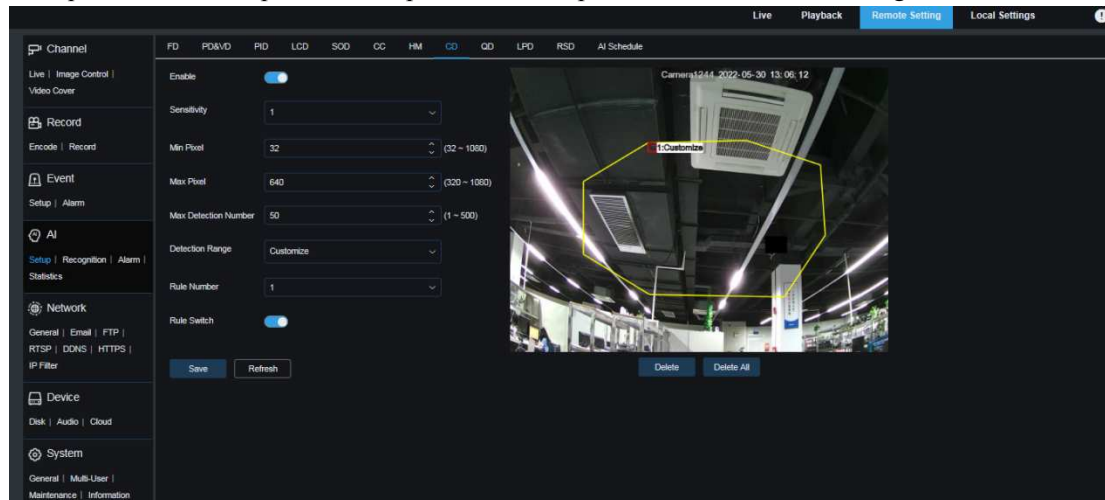 Live Playback Remote Setting Local Settings
Channel
Live | Image Control |
Video Cover
Record
Encode | Record
Event
Setup | Alarm
AI
Setup | Recognition | Alarm |
Statistics
Network
General | Email | FTP |
RTSP | DDNS | HTTPS |
IP Filter
Device
Disk | Audio | Cloud
System
General | Multi-User |
Maintenance | Information
FD PD&VD PID LCD SOD CC HM CD QD LPD RSD AI Schedule
Enable
Sensitivity 1
Min Pixel 32 (32 ~ 1080)
Max Pixel 640 (320 ~ 1080)
Max Detection Number 50 (1 ~ 500)
Detection Range Customize
Rule Number 1
Rule Switch
Save Refresh
Camera1244 2022-05-30 13:06:12
1:Customize
Delete Delete All